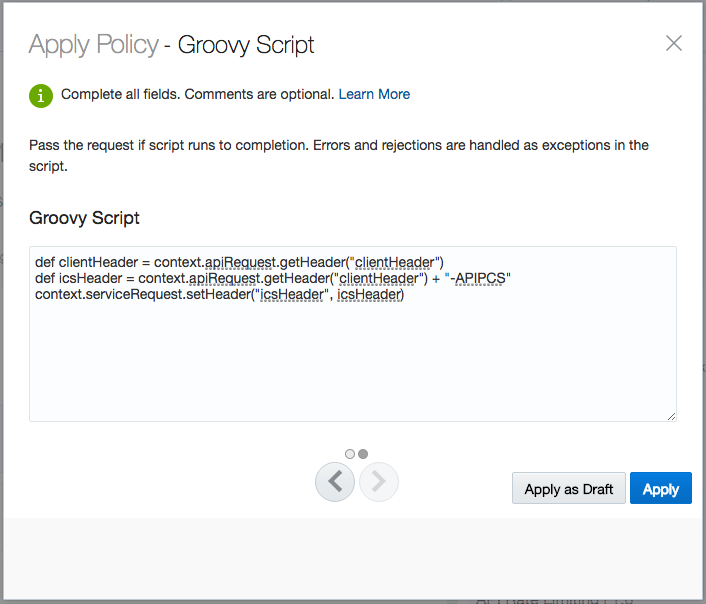 Apply Policy - Groovy Script
Complete all fields. Comments are optional. Learn More
Pass the request if script runs to completion. Errors and rejections are handled as exceptions in the
script.
Groovy Script
def clientHeader = context.apiRequest.getHeader("clientHeader")
def icsHeader = context.apiRequest.getHeader("clientHeader") + "-APIPCS"
context.serviceRequest.setHeader("icsHeader", icsHeader)
Apply as Draft
Apply